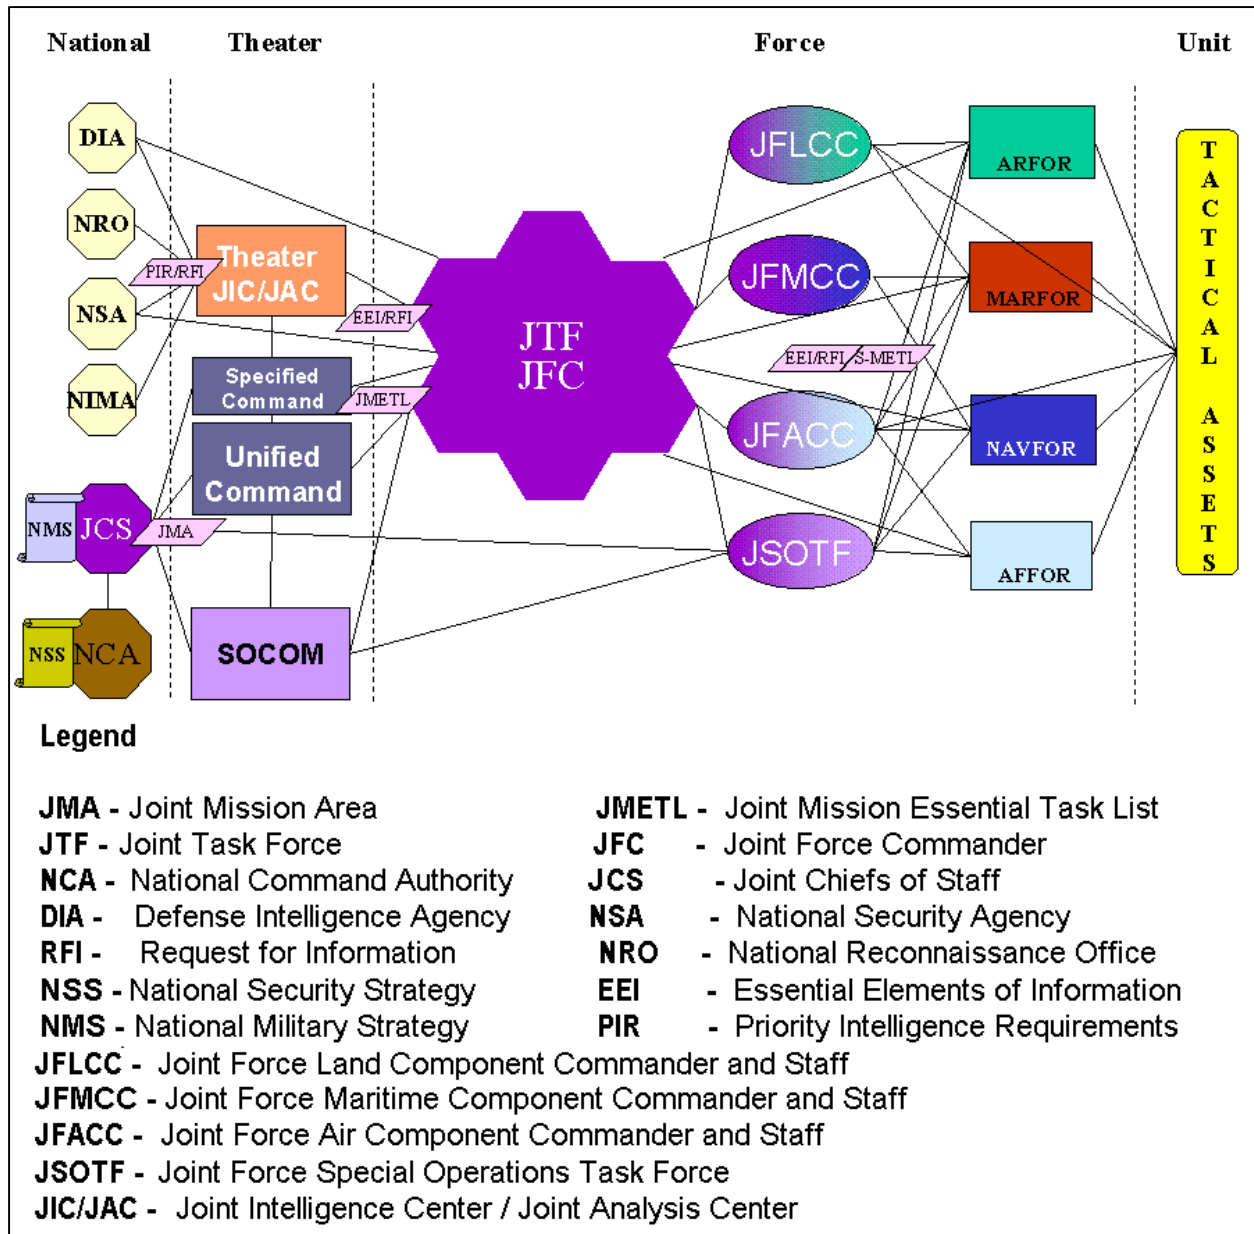 National Theater Force Unit
DIA
NRO
NSA
NIMA
PIR/RFI
Theater
JIC/JAC
EEI/RFI
Specified
Command
JMETL
Unified
Command
NMS JCS
JMA
NSS NCA
SOCOM
JTF
JFC
JFLCC
JFMCC
EEI/RFI S-METL
JFACC
JSOTF
ARFOR
MARFOR
NAVFOR
AFFOR
TACTICAL ASSETS
Legend
JMA - Joint Mission Area
JMETL - Joint Mission Essential Task List
JTF - Joint Task Force
JFC - Joint Force Commander
NCA - National Command Authority
JCS - Joint Chiefs of Staff
DIA - Defense Intelligence Agency
NSA - National Security Agency
RFI - Request for Information
NRO - National Reconnaissance Office
NSS - National Security Strategy
EEI - Essential Elements of Information
NMS - National Military Strategy
PIR - Priority Intelligence Requirements
JFLCC - Joint Force Land Component Commander and Staff
JFMCC - Joint Force Maritime Component Commander and Staff
JFACC - Joint Force Air Component Commander and Staff
JSOTF - Joint Force Special Operations Task Force
JIC/JAC - Joint Intelligence Center / Joint Analysis Center